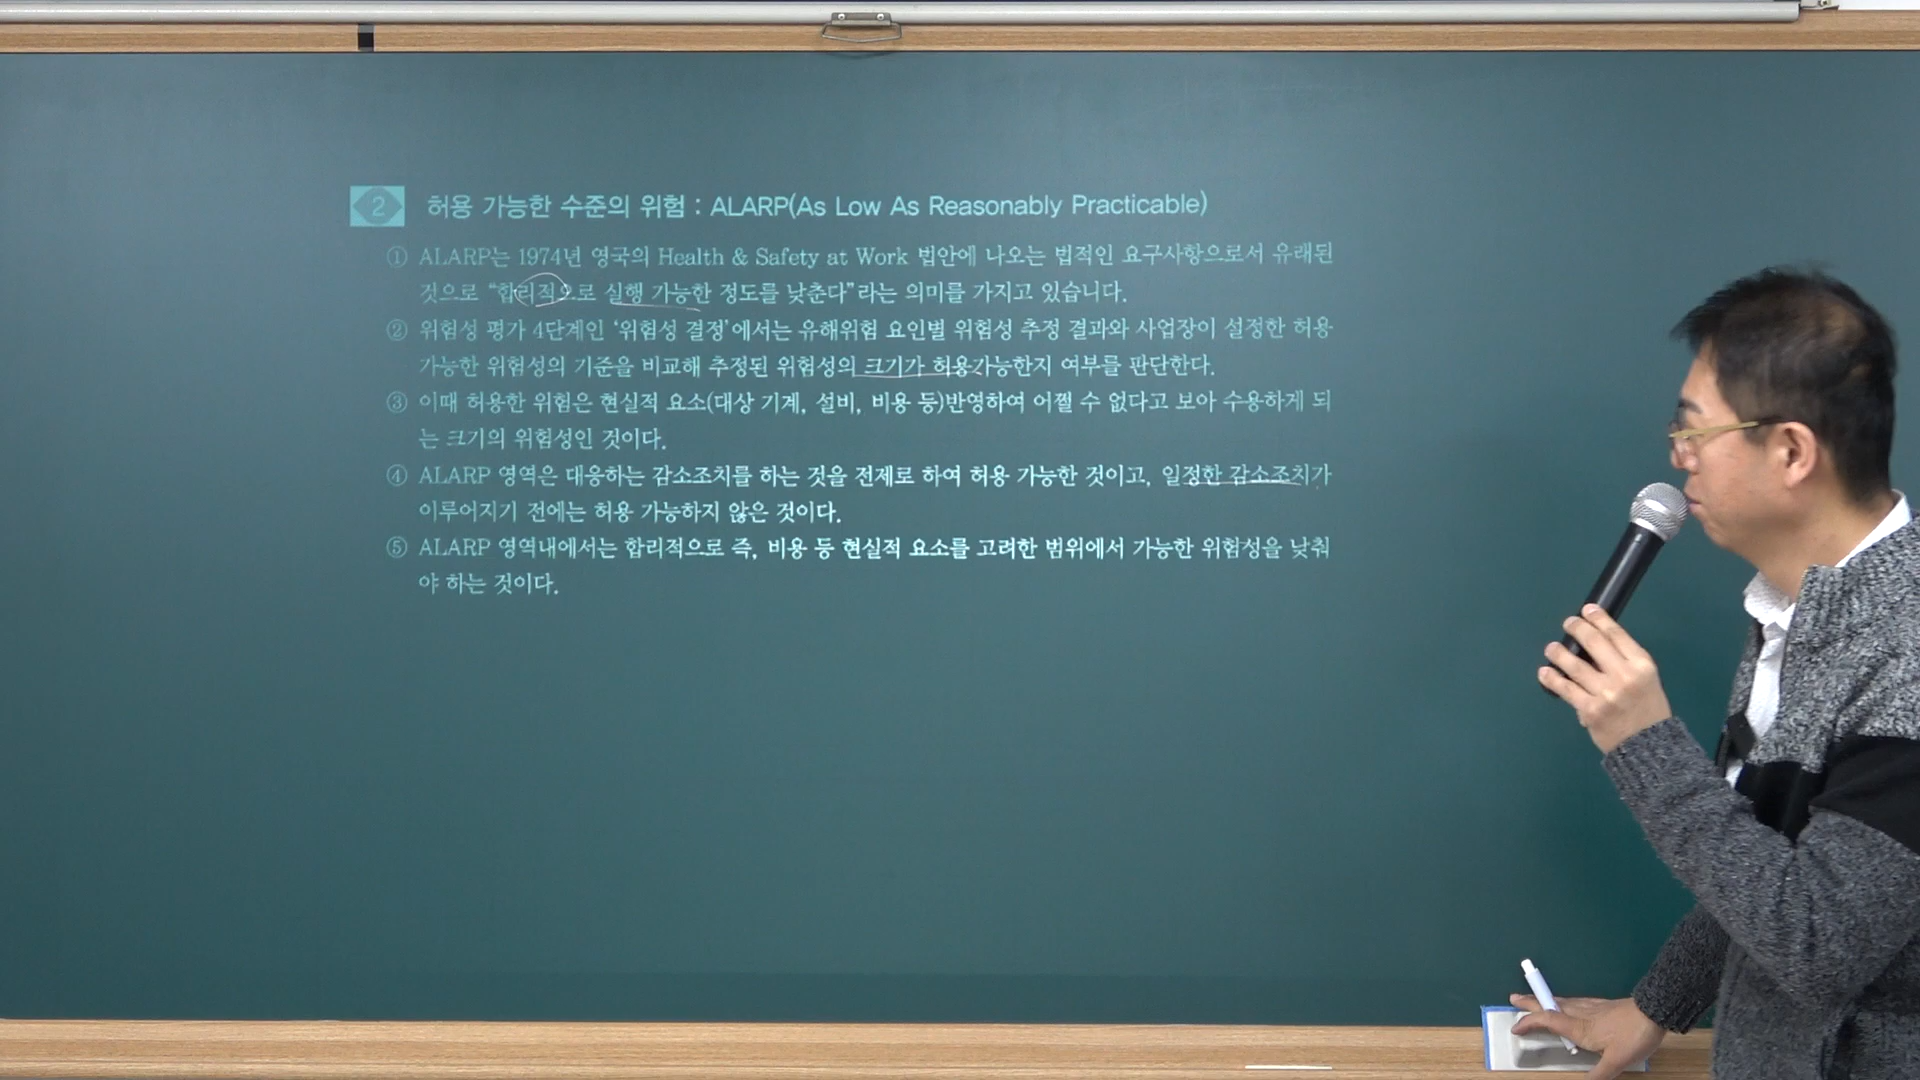 2 허용 가능한 수준의 위험 : ALARP(As Low As Reasonably Practicable)
① ALARP는 1974년 영국의 Health & Safety at Work 법안에 나오는 법적인 요구사항으로서 유래된
것으로 “합리적으로 실행 가능한 정도를 낮춘다”라는 의미를 가지고 있습니다.
② 위험성 평가 4단계인 ‘위험성 결정’에서는 유해위험 요인별 위험성 추정 결과와 사업장이 설정한 허용
가능한 위험성의 기준을 비교해 추정된 위험성의 크기가 허용가능한지 여부를 판단한다.
③ 이때 허용한 위험은 현실적 요소(대상 기계, 설비, 비용 등)반영하여 어쩔 수 없다고 보아 수용하게 되
는 크기의 위험성인 것이다.
④ ALARP 영역은 대응하는 감소조치를 하는 것을 전제로 하여 허용 가능한 것이고, 일정한 감소조치가
이루어지기 전에는 허용 가능하지 않은 것이다.
⑤ ALARP 영역내에서는 합리적으로 즉, 비용 등 현실적 요소를 고려한 범위에서 가능한 위험성을 낮춰
야 하는 것이다.